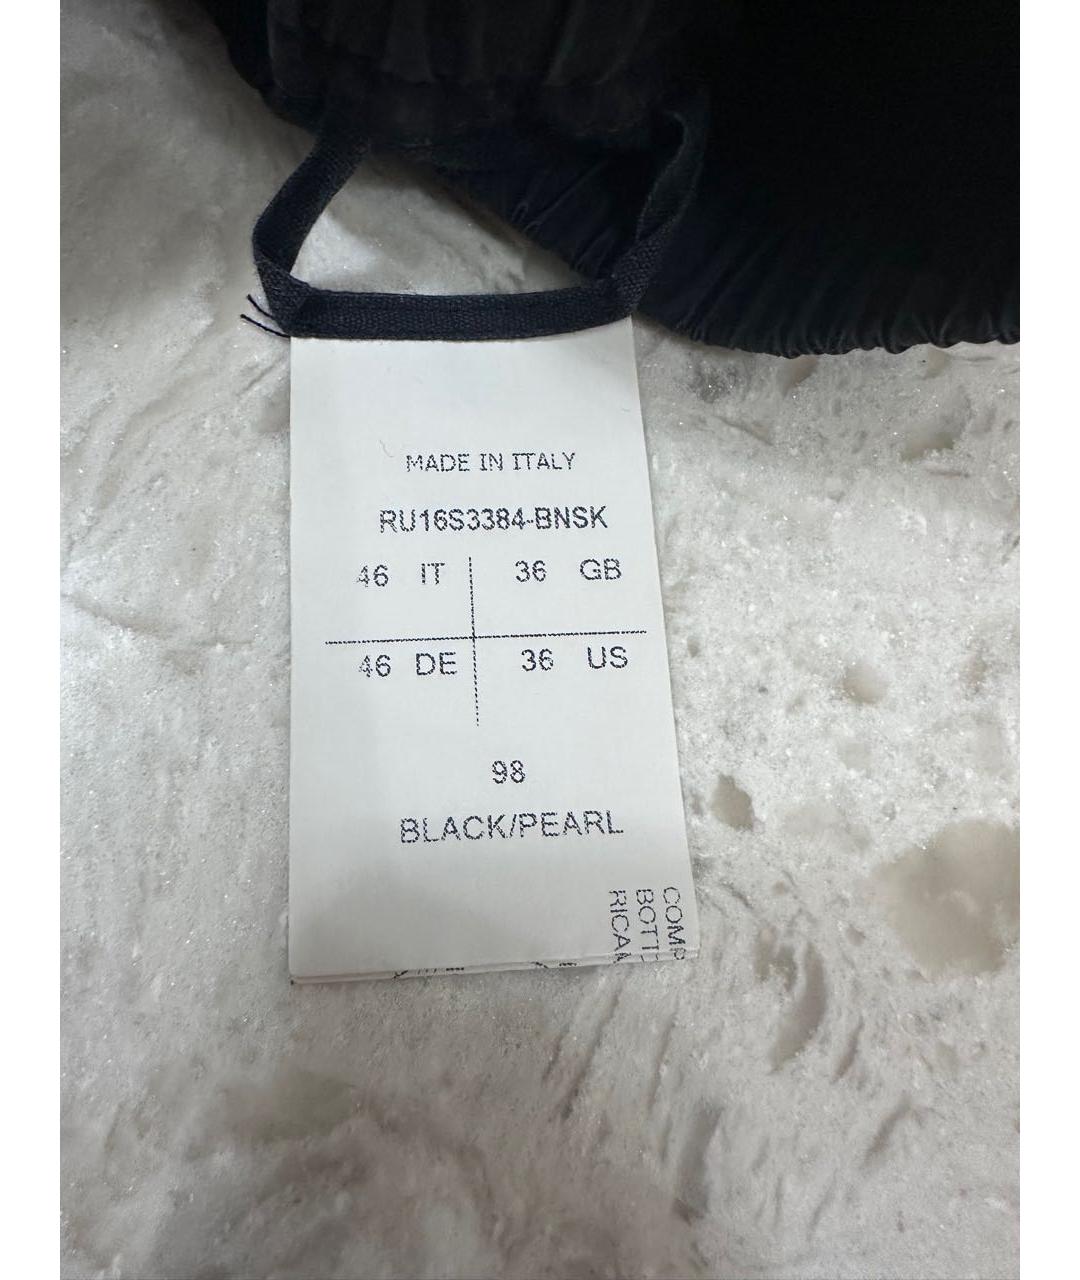 MADE IN ITALY
RU16S3384-BNSK
46 IT 36 GB
46 DE 36 US
98
BLACK/PEARL
COMP
BOTT
RICA